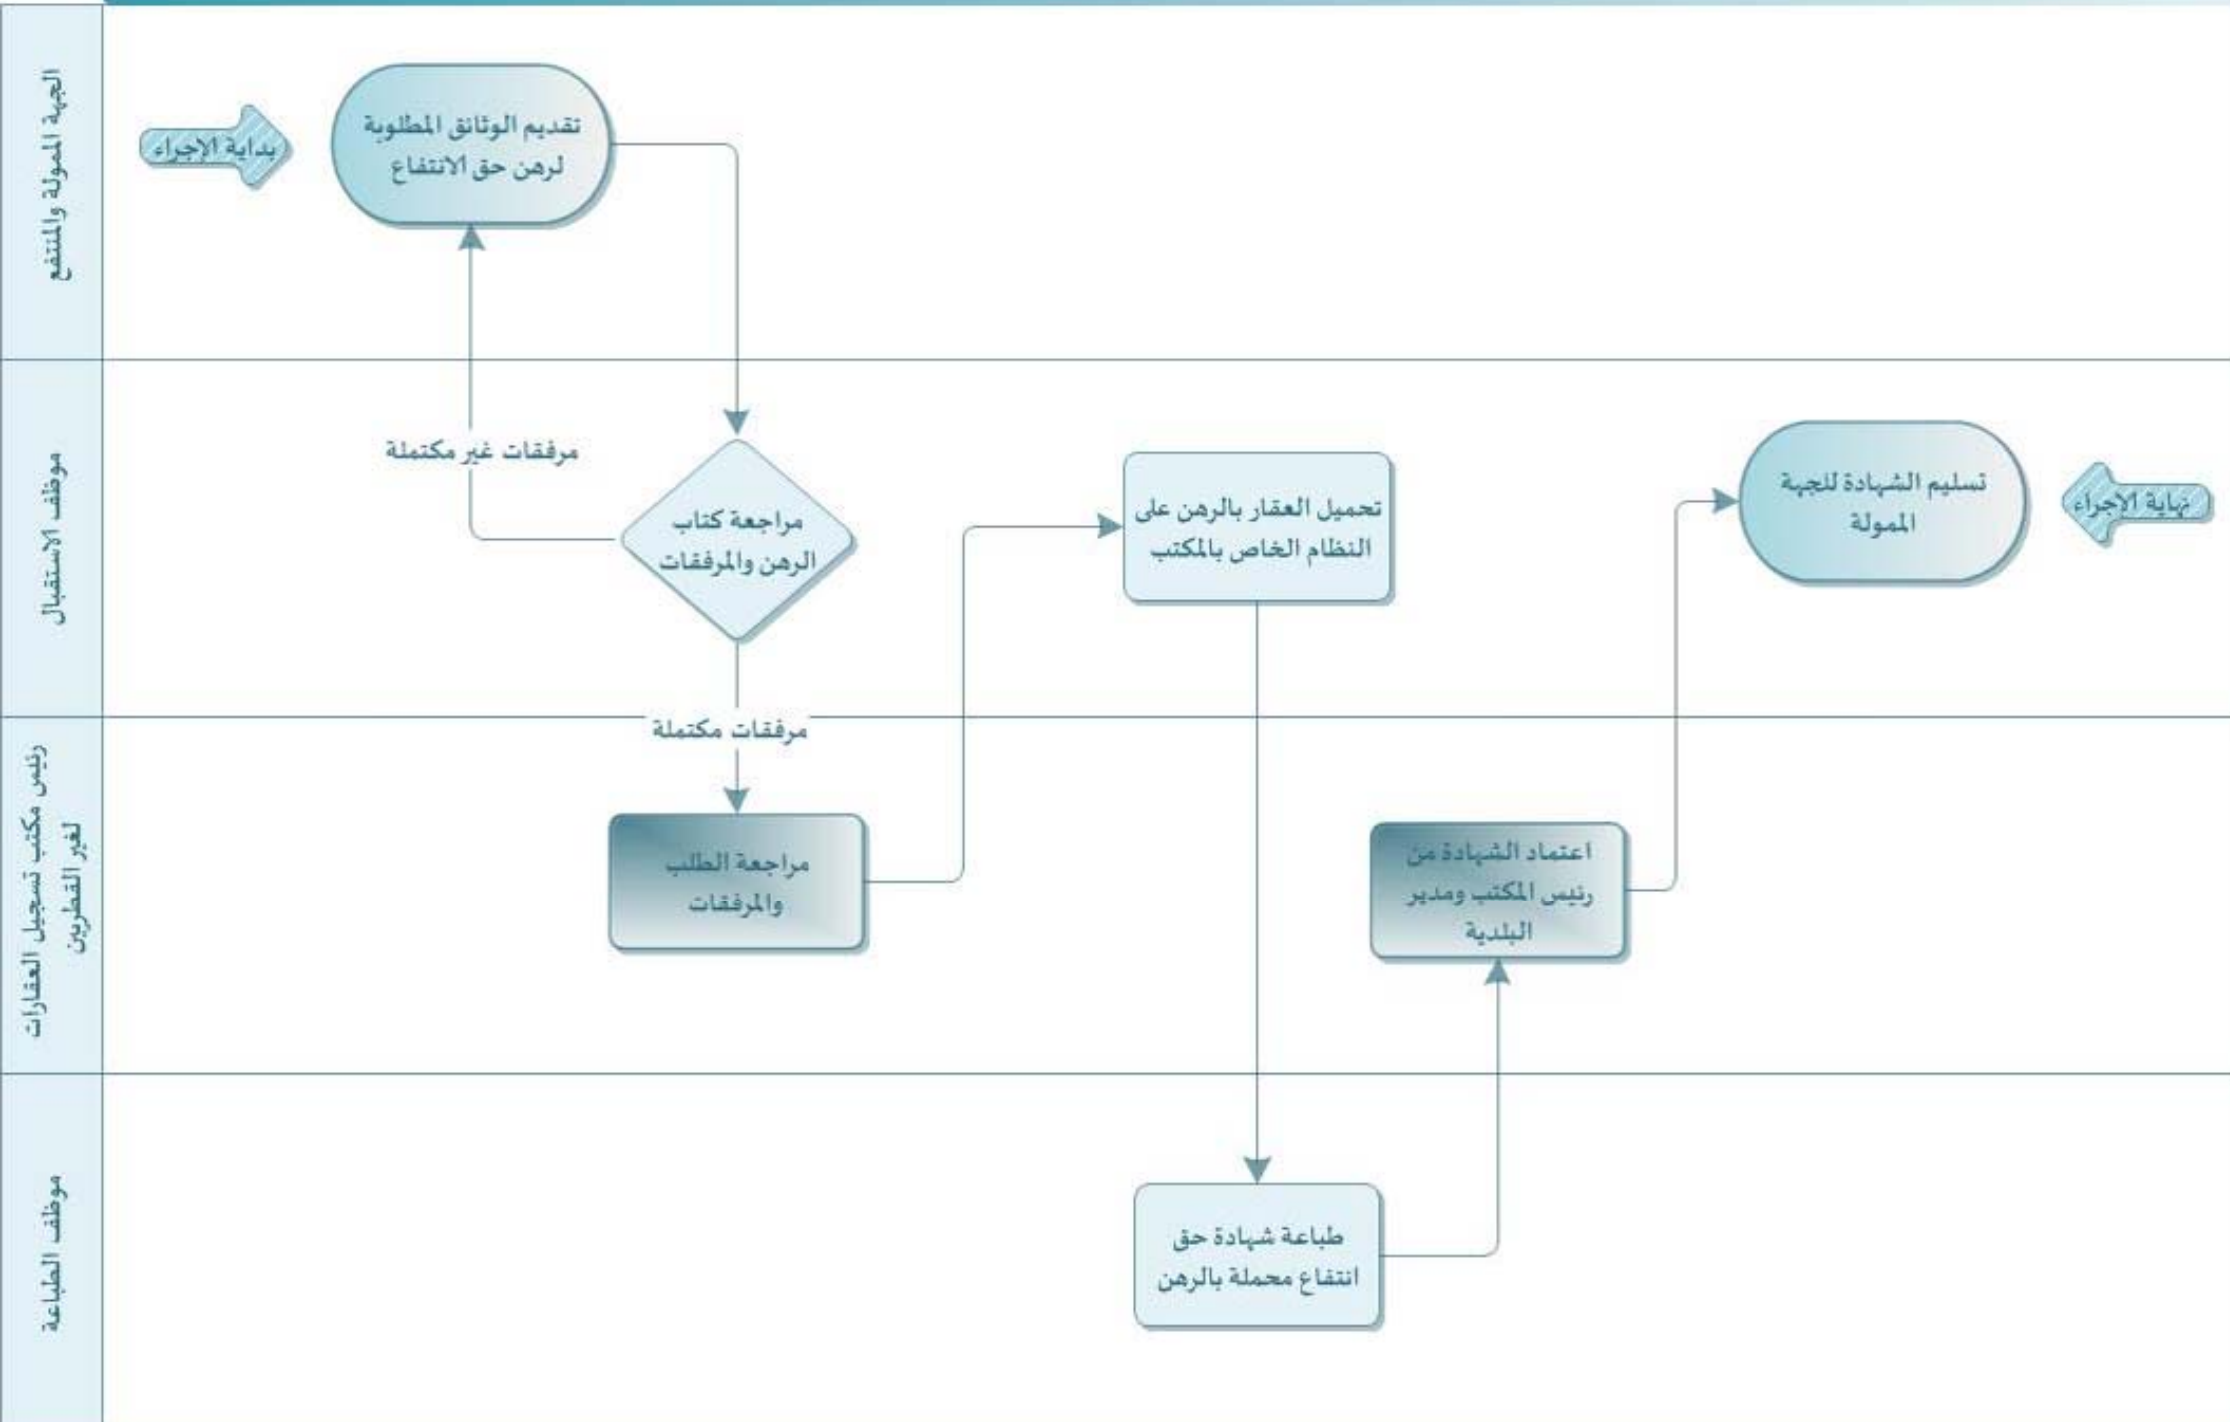 الجهة الممولة والمنتفع
بداية الإجراء
تقديم الوثائق المطلوبة
لرهن حق الانتفاع
موظف الاستقبال
مرفقات غير مكتملة
مراجعة كتاب
الرهن والمرفقات
تحميل العقار بالرهن على
النظام الخاص بالمكتب
تسليم الشهادة للجهة
الممولة
نهاية الإجراء
مرفقات مكتملة
رئيس مكتب تسجيل العقارات
لغير القطريين
مراجعة الطلب
والمرفقات
اعتماد الشهادة من
رئيس المكتب ومدير
البلدية
موظف الطباعة
طباعة شهادة حق
انتفاع محملة بالرهن